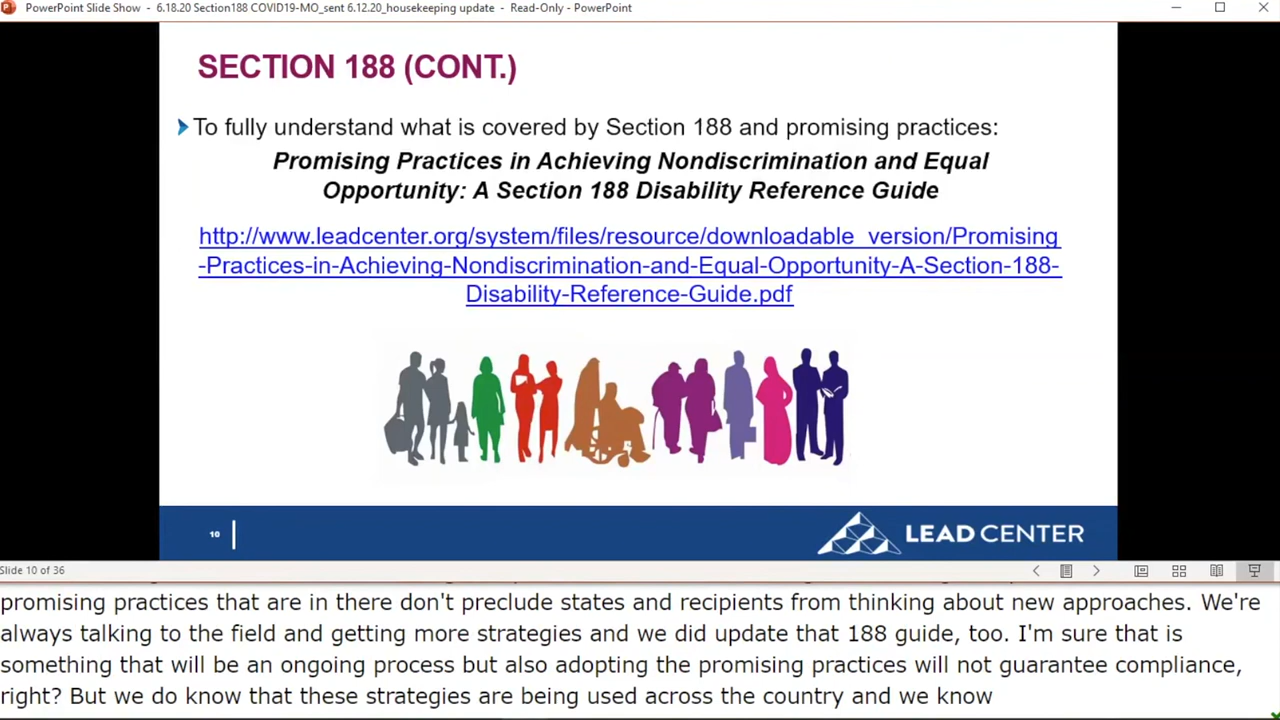 PowerPoint Slide Show - 6.18.20 Section188 COVID19-MO_sent 6.12.20_housekeeping update - Read-Only - PowerPoint
SECTION 188 (CONT.)
To fully understand what is covered by Section 188 and promising practices:
Promising Practices in Achieving Nondiscrimination and Equal
Opportunity: A Section 188 Disability Reference Guide
http://www.leadcenter.org/system/files/resource/downloadable_version/Promising
-Practices-in-Achieving-Nondiscrimination-and-Equal-Opportunity-A-Section-188-
Disability-Reference-Guide.pdf
10
LEAD CENTER
Slide 10 of 36
promising practices that are in there don't preclude states and recipients from thinking about new approaches. We're
always talking to the field and getting more strategies and we did update that 188 guide, too. I'm sure that is
something that will be an ongoing process but also adopting the promising practices will not guarantee compliance,
right? But we do know that these strategies are being used across the country and we know